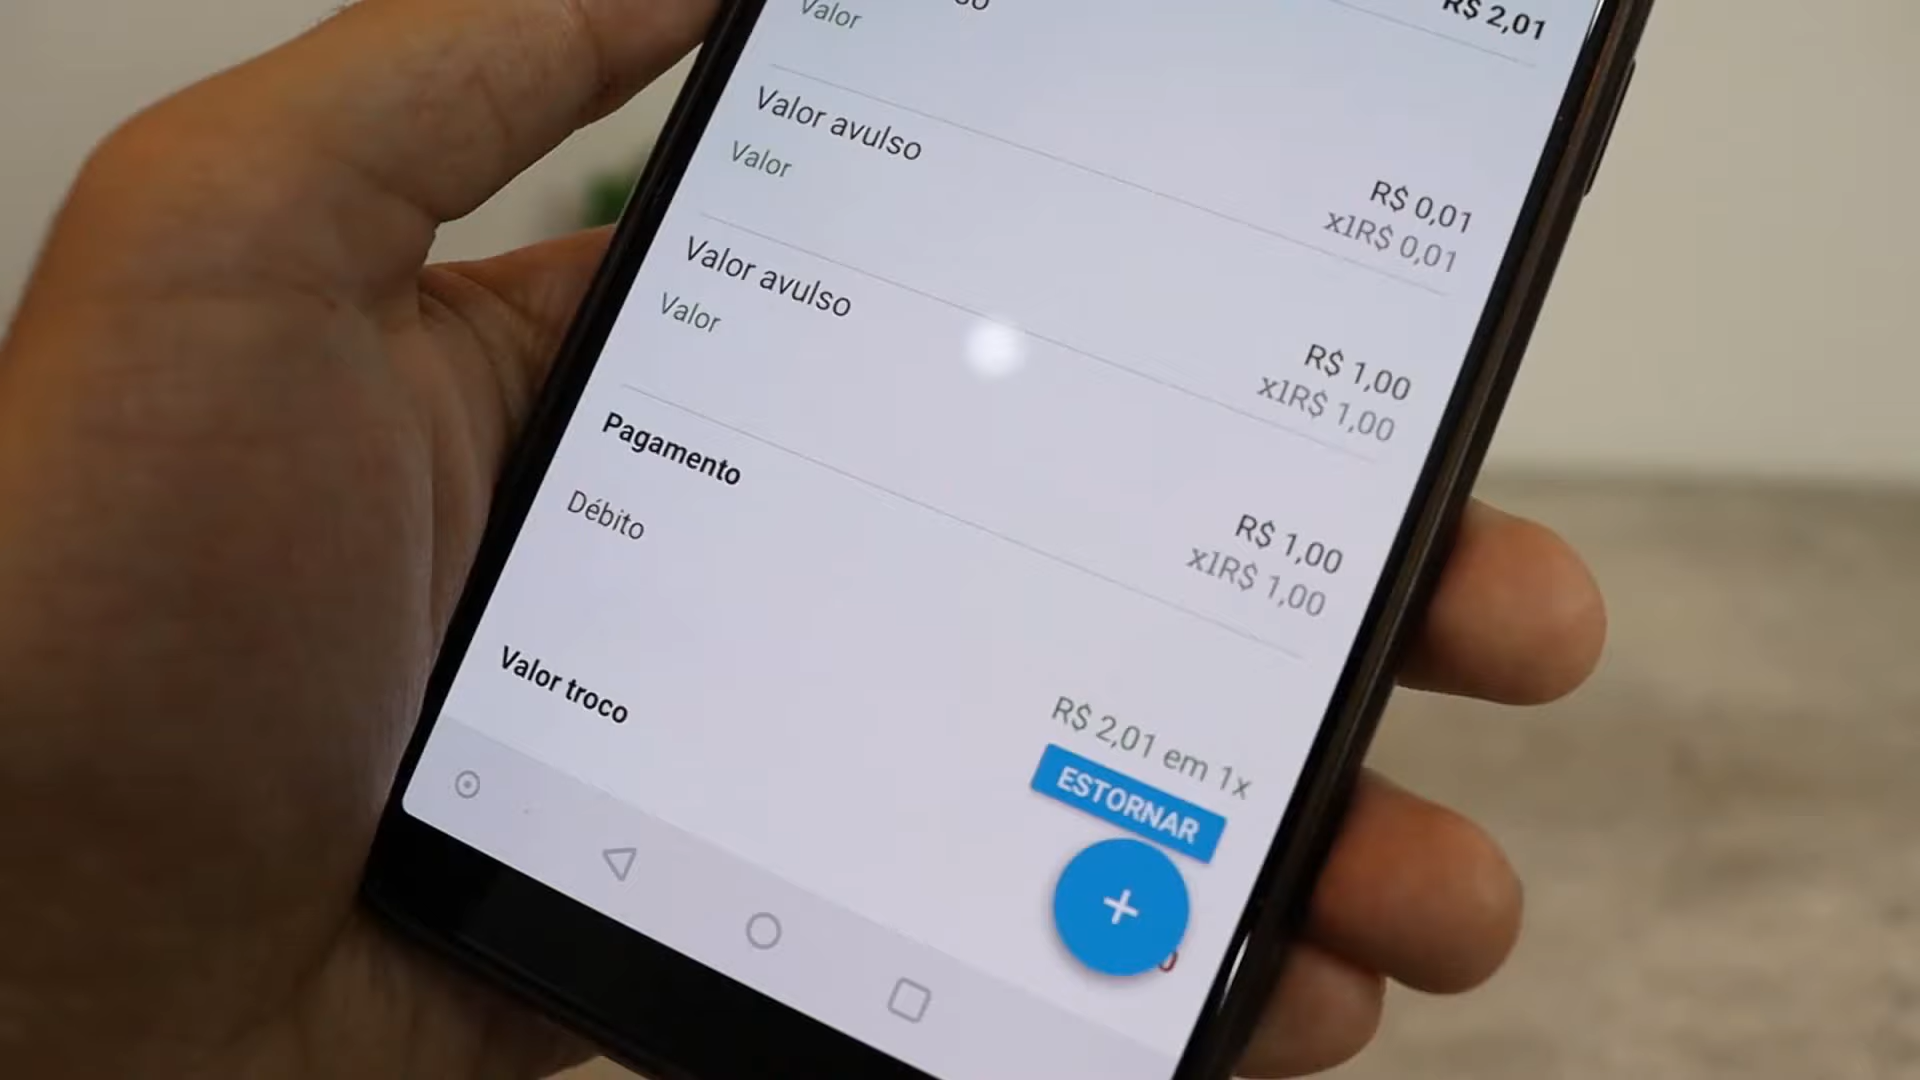 R$ 2,01
Valor
Valor avulso
R$ 0,01
Valor
x1R$ 0,01
Valor avulso
R$ 1,00
Valor
x1R$ 1,00
Pagamento
R$ 1,00
Débito
x1R$ 1,00
R$ 2,01 em 1x
Valor troco
ESTORNAR
+